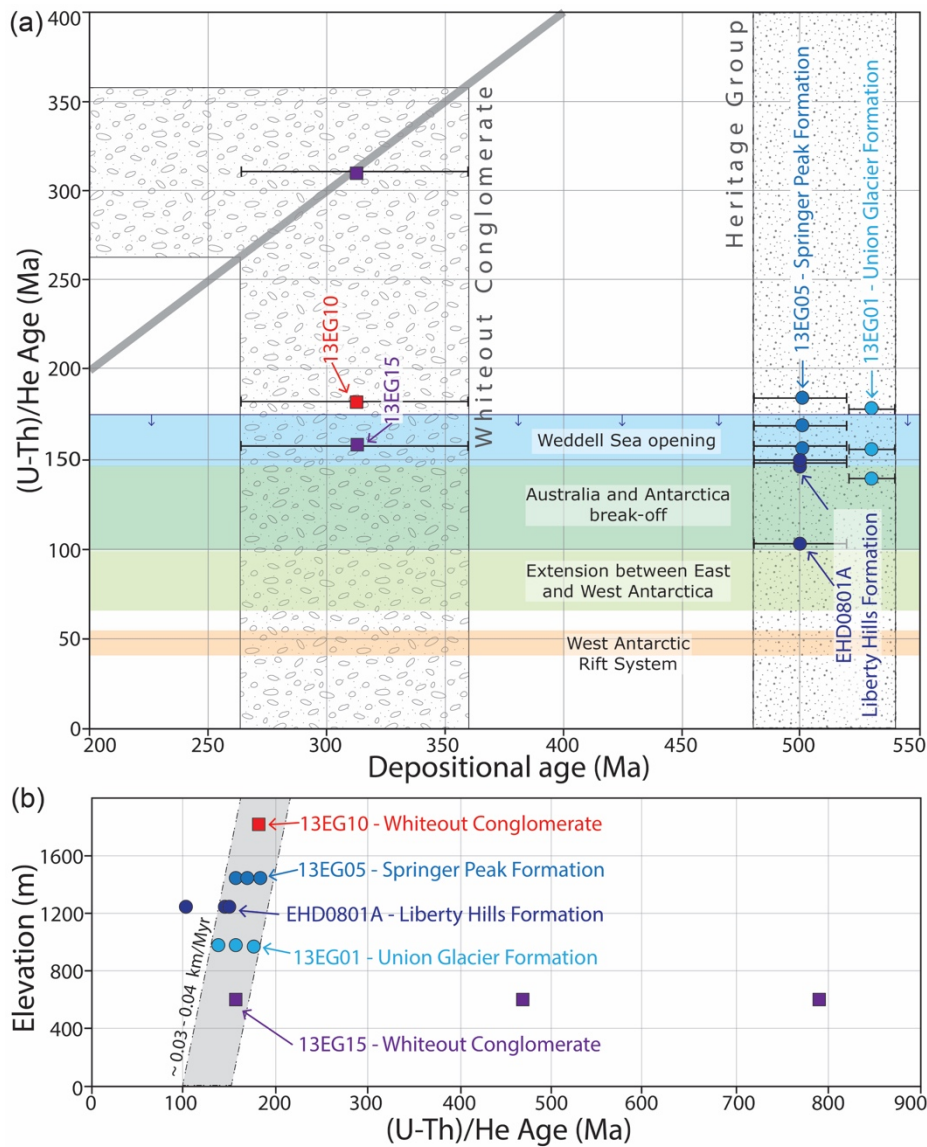 (a)
400
350
300
250
200
150
100
50
0
(U-Th)/He Age (Ma)
Whiteout Conglomerate
Heritage Group
13EG05 - Springer Peak Formation
13EG01 - Union Glacier Formation
13EG10
13EG15
Weddell Sea opening
Australia and Antarctica
break-off
Extension between East
and West Antarctica
West Antarctic
Rift System
EHD0801A
Liberty Hills Formation
200 250 300 350 400 450 500 550
Depositional age (Ma)
(b)
1600
1200
800
400
0
Elevation (m)
~ 0.03 - 0.04 km/Myr
13EG10 - Whiteout Conglomerate
13EG05 - Springer Peak Formation
EHD0801A - Liberty Hills Formation
13EG01 - Union Glacier Formation
13EG15 - Whiteout Conglomerate
0 100 200 300 400 500 600 700 800 900
(U-Th)/He Age (Ma)